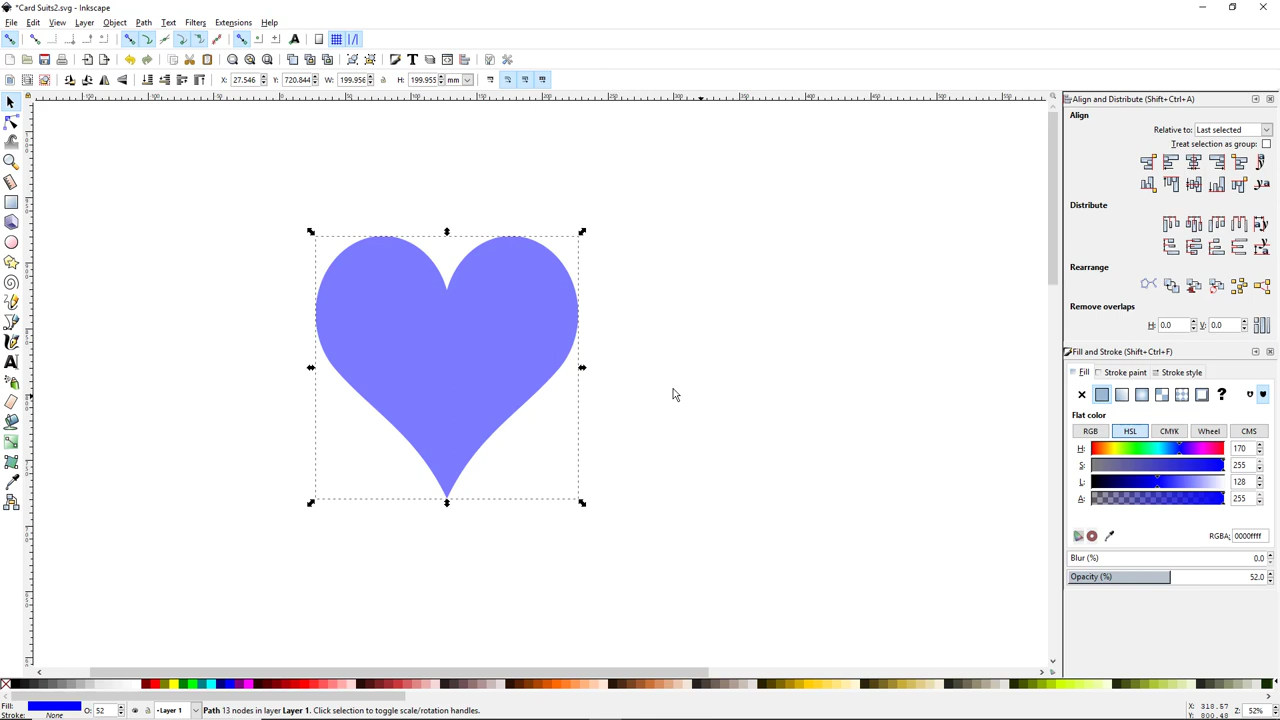 *Card Suits2.svg - Inkscape
File Edit View Layer Object Path Text Filters Extensions Help
X: 27.546 Y: 720.844 W: 199.956 H: 199.955 mm
Align and Distribute (Shift+Ctrl+A)
Align
Relative to: Last selected
Treat selection as group:
Distribute
Rearrange
Remove overlaps
H: 0.0 V: 0.0
Fill and Stroke (Shift+Ctrl+F)
Fill Stroke paint Stroke style
Flat color
RGB HSL CMYK Wheel CMS
H: 170
S: 255
L: 128
A: 255
RGBA: 0000ffff
Blur (%) 0.0
Opacity (%) 52.0
Fill: O: 52 Layer 1 Path 13 nodes in layer Layer 1. Click selection to toggle scale/rotation handles. X: 318.57 Z: 52%
Stroke: None Y: 800.48